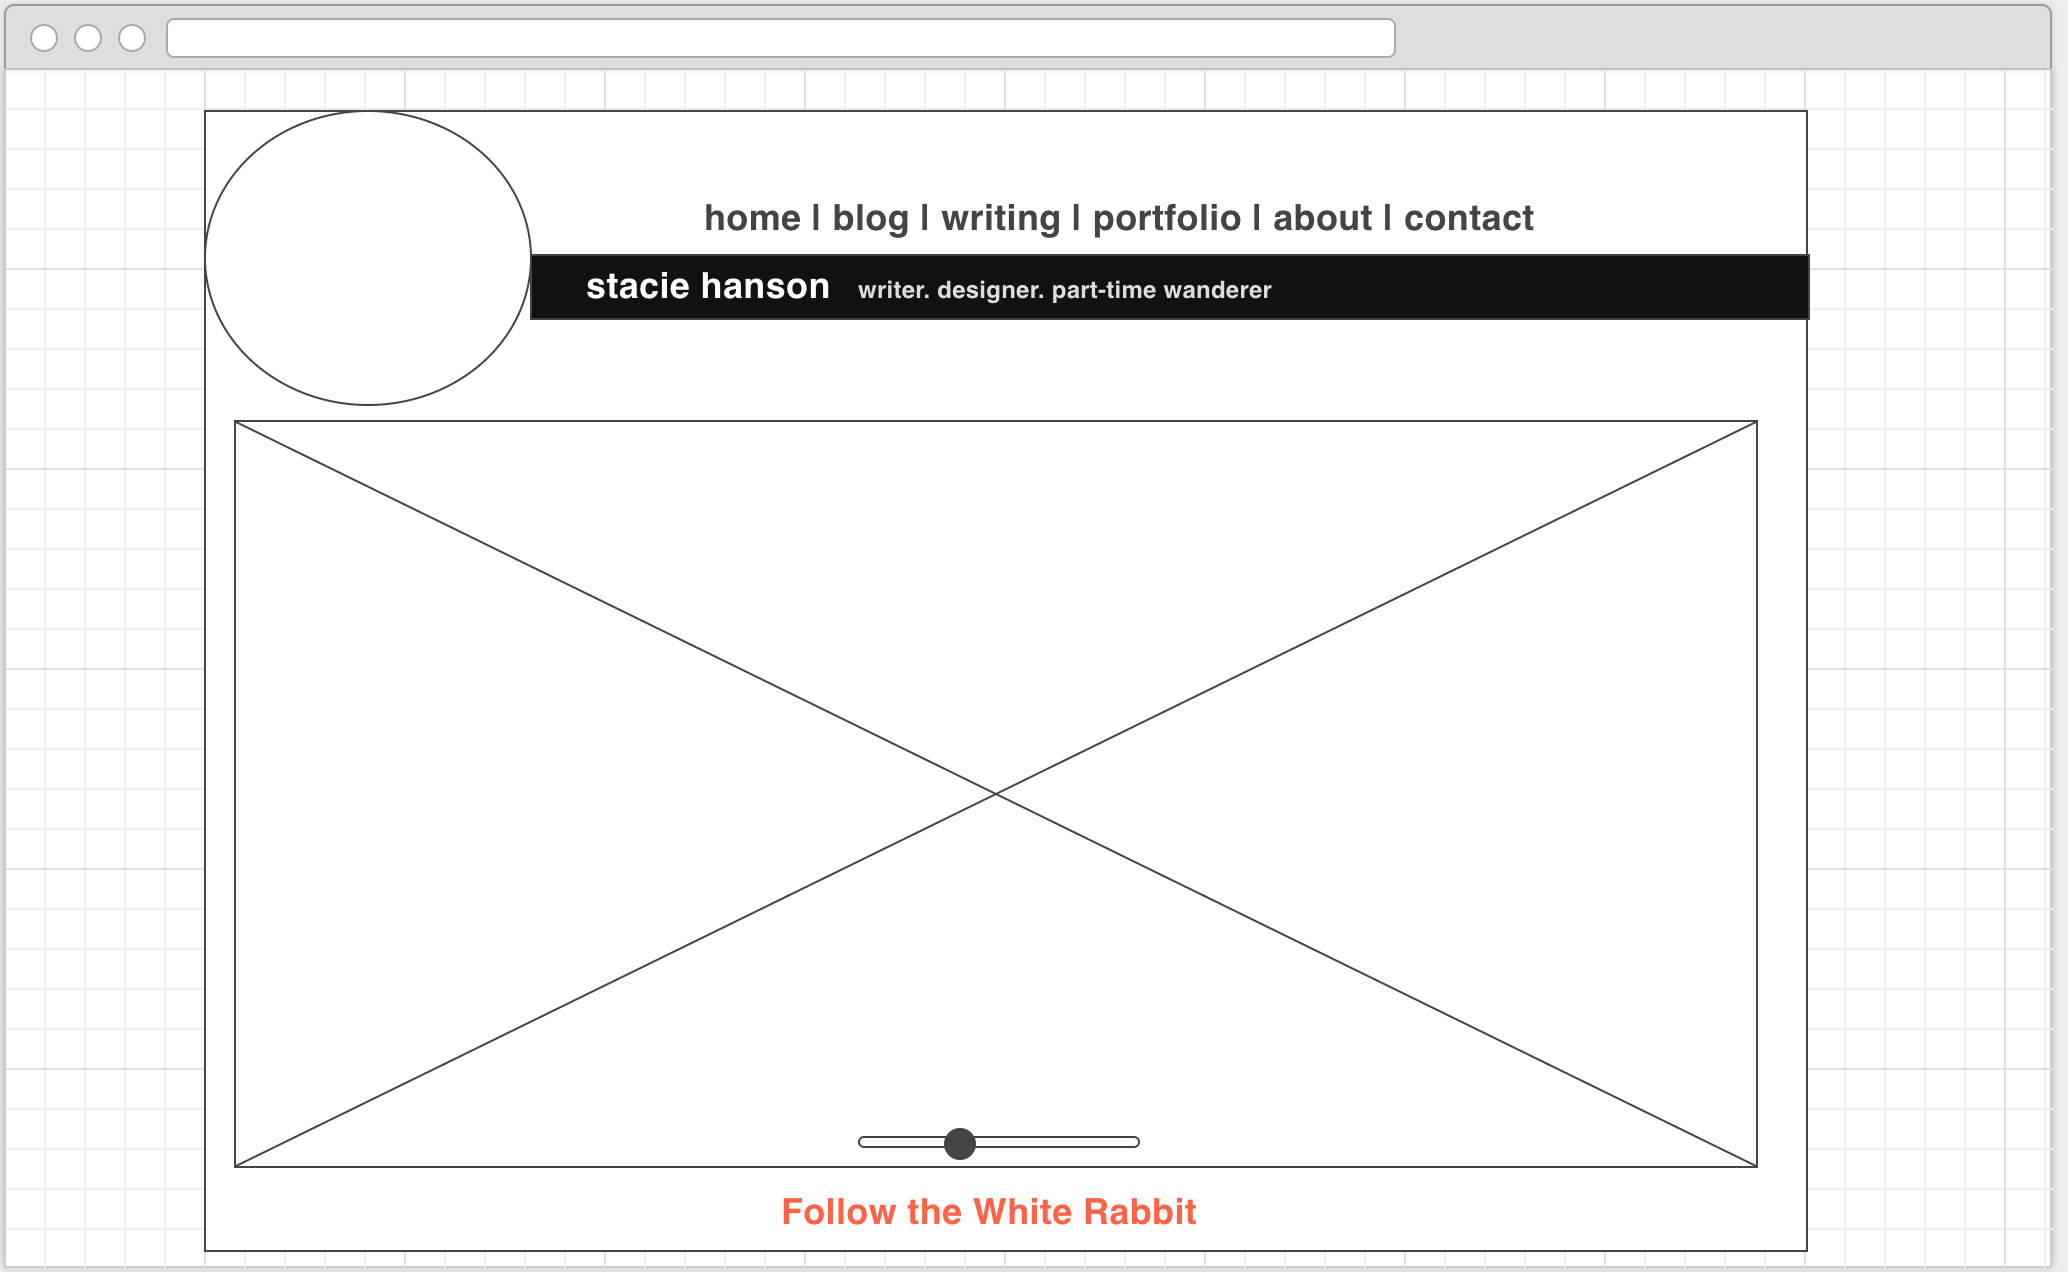 home | blog | writing | portfolio | about | contact
stacie hanson writer. designer. part-time wanderer
Follow the White Rabbit